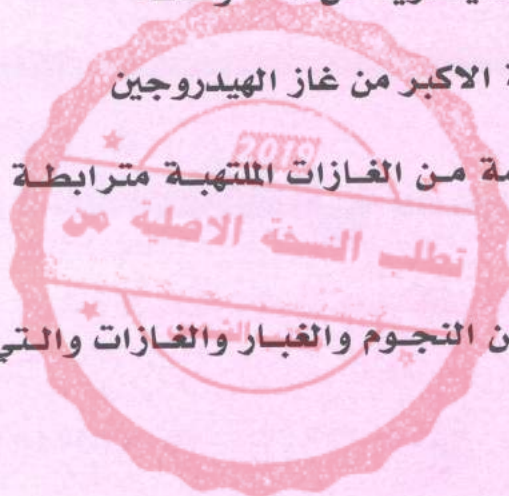 ة الاكبر من غاز الهيدروجين
2019
مة من الغازات الملتهبة مترابطة
تطلب النسخة الاصلية من
ن النجوم والغبار والغازات والتي